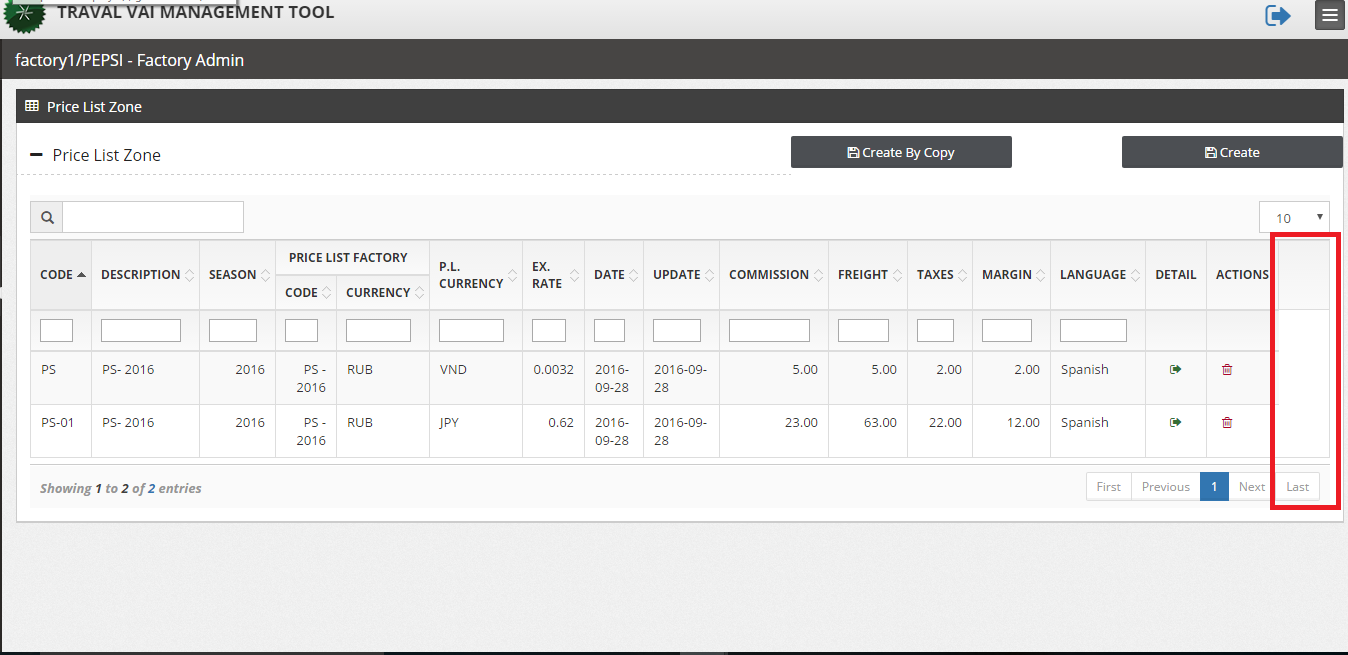 TRAVAL VAI MANAGEMENT TOOL
factory1/PEPSI - Factory Admin
Price List Zone
Price List Zone
Create By Copy
Create
10
CODE DESCRIPTION SEASON PRICE LIST FACTORY P.L. CURRENCY EX. RATE DATE UPDATE COMMISSION FREIGHT TAXES MARGIN LANGUAGE DETAIL ACTIONS
CODE CURRENCY
PS PS- 2016 2016 PS - 2016 RUB VND 0.0032 2016-09-28 2016-09-28 5.00 5.00 2.00 2.00 Spanish
PS-01 PS- 2016 2016 PS - 2016 RUB JPY 0.62 2016-09-28 2016-09-28 23.00 63.00 22.00 12.00 Spanish
Showing 1 to 2 of 2 entries
First Previous 1 Next Last